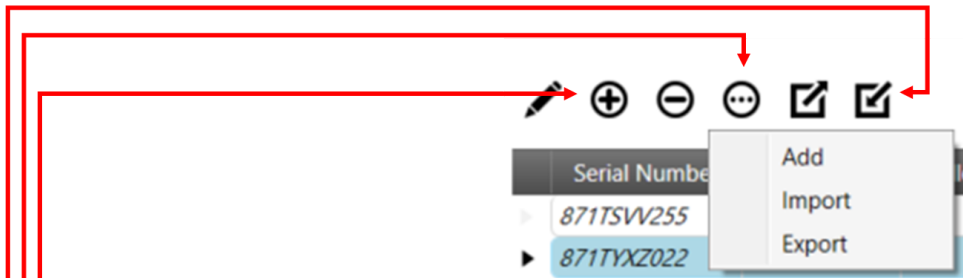 Serial Numbe
Add
871TSVV255
Import
871TYXZ022
Export